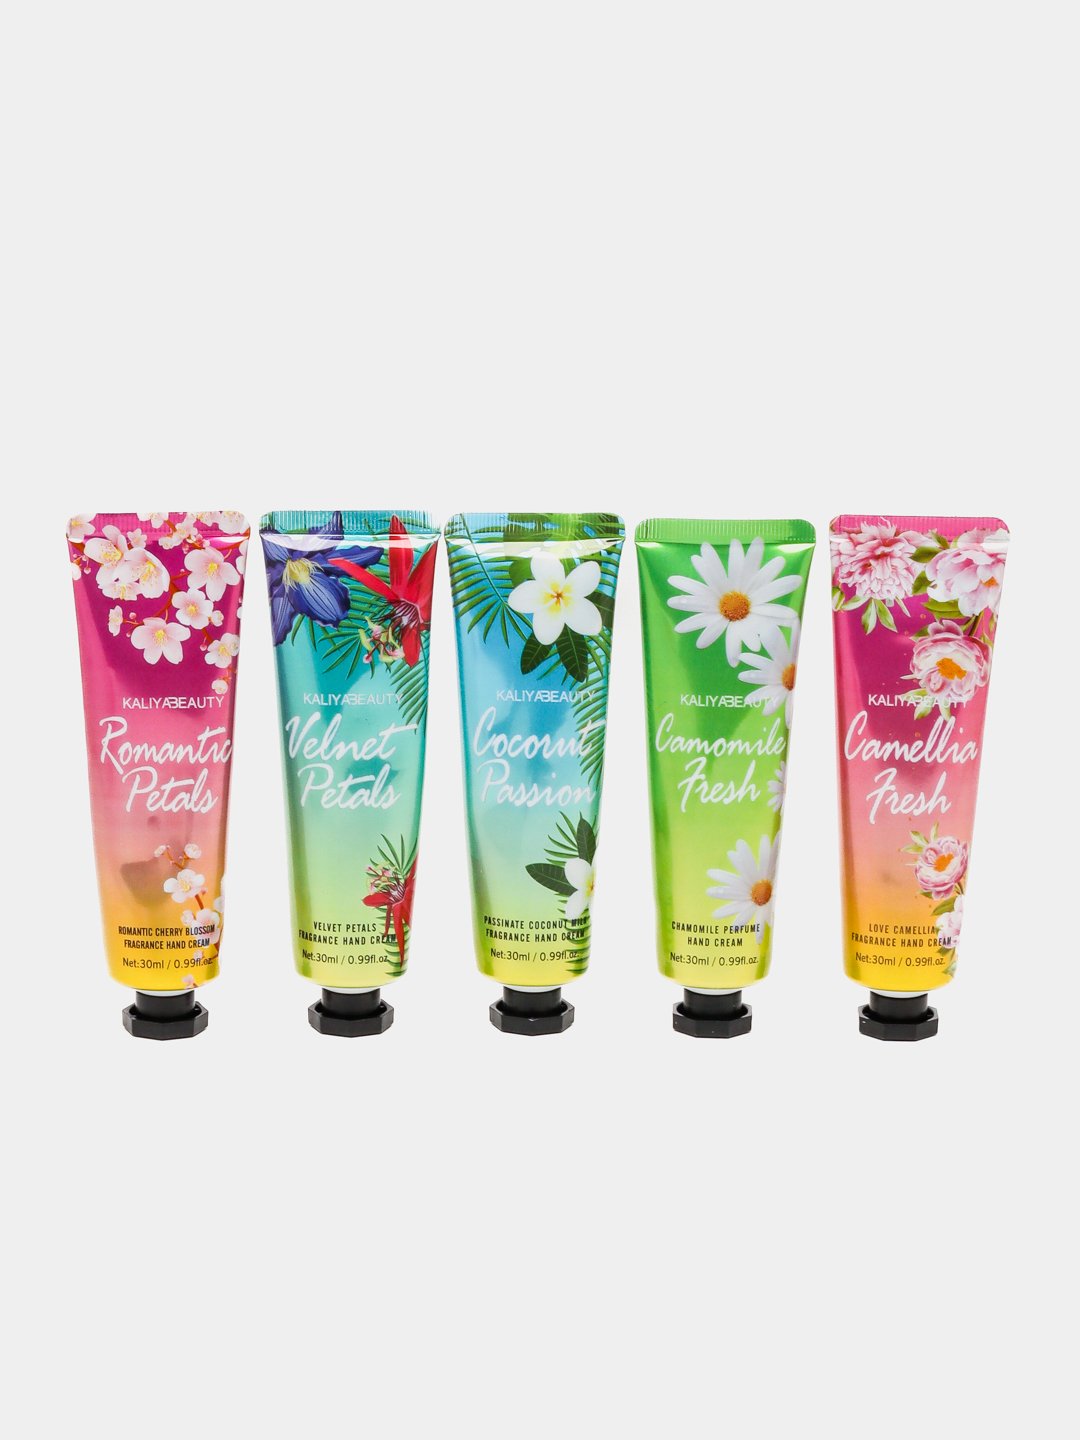 KALIYABEAUTY
Romantic
Petals
ROMANTIC CHERRY BLOSSOM
FRAGRANCE HAND CREAM
Net:30ml / 0.99fl.oz.
KALIYABEAUTY
Velnet
Petals
VELVET PETALS
FRAGRANCE HAND CREAM
Net:30ml / 0.99fl.oz.
KALIYABEAUTY
Coconut
Passion
PASSINATE COCONUT MILK
FRAGRANCE HAND CREAM
Net:30ml / 0.99fl.oz.
KALIYABEAUTY
Camomile
Fresh
CHAMOMILE PERFUME
HAND CREAM
Net:30ml / 0.99fl.oz.
KALIYABEAUTY
Camellia
Fresh
LOVE CAMELLIA
FRAGRANCE HAND CREAM
Net:30ml / 0.99fl.oz.